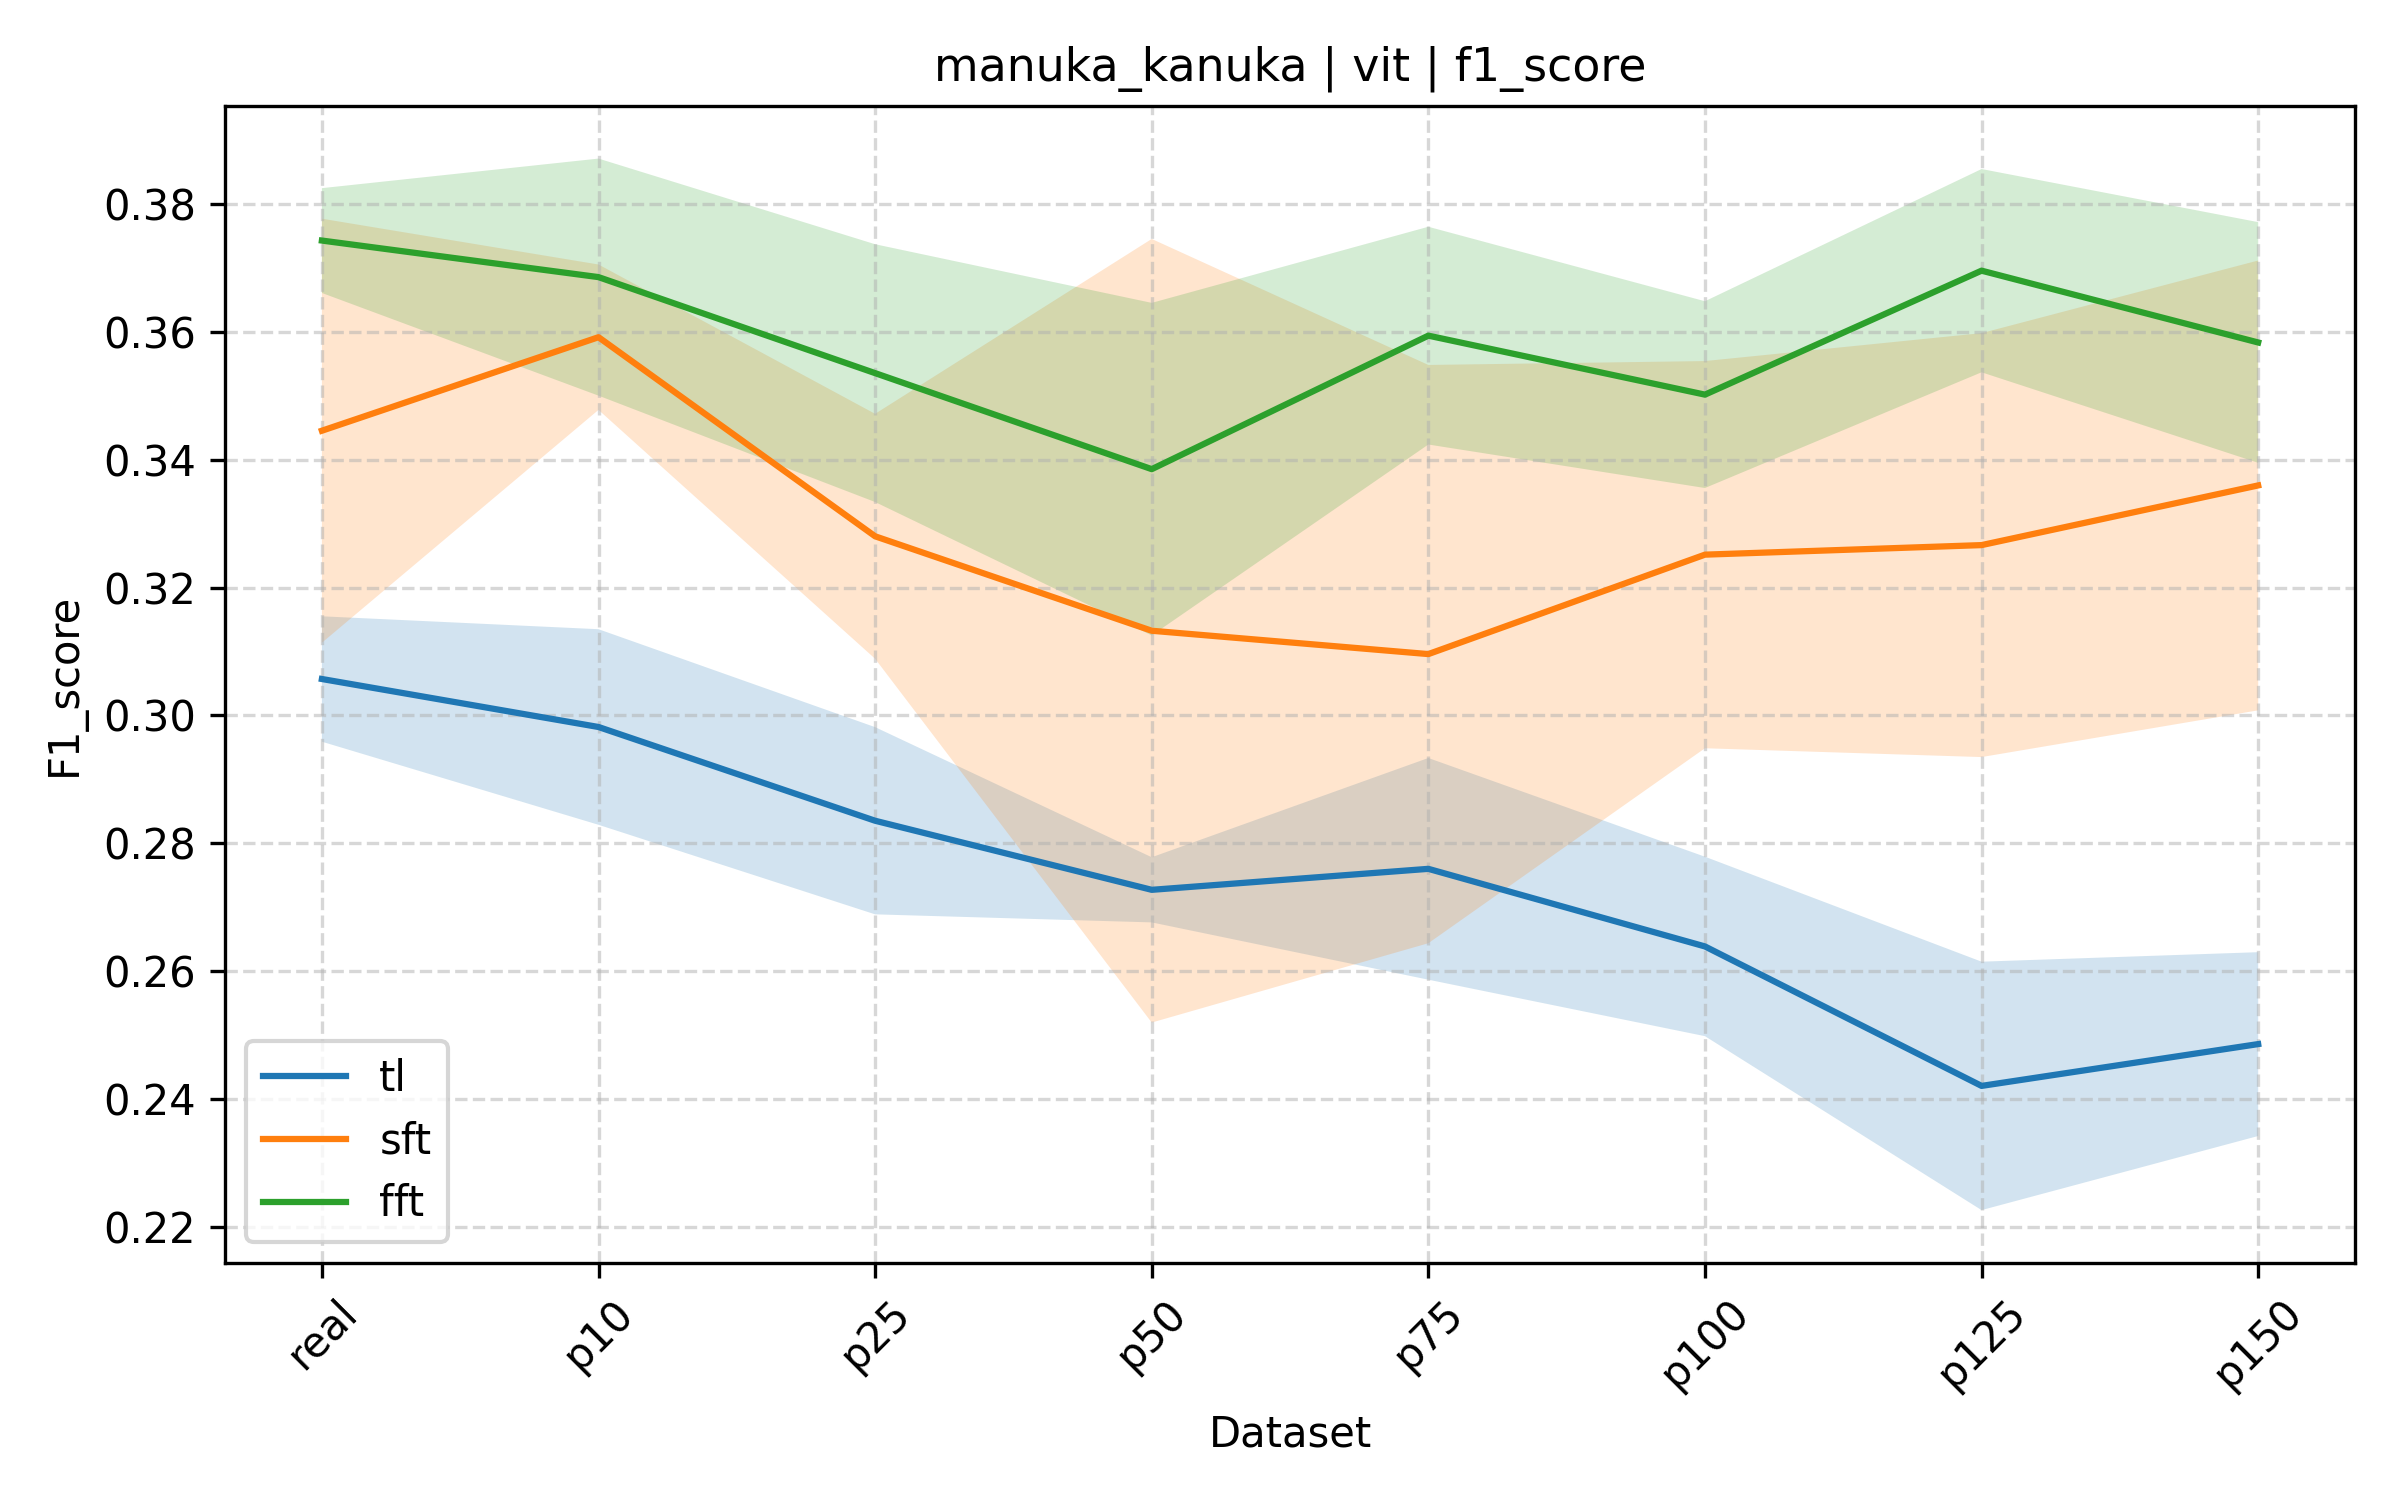 manuka_kanuka | vit | f1_score
F1_score
0.38
0.36
0.34
0.32
0.30
0.28
0.26
0.24
0.22
tl
sft
fft
real
p10
p25
p50
p75
p100
p125
p150
Dataset